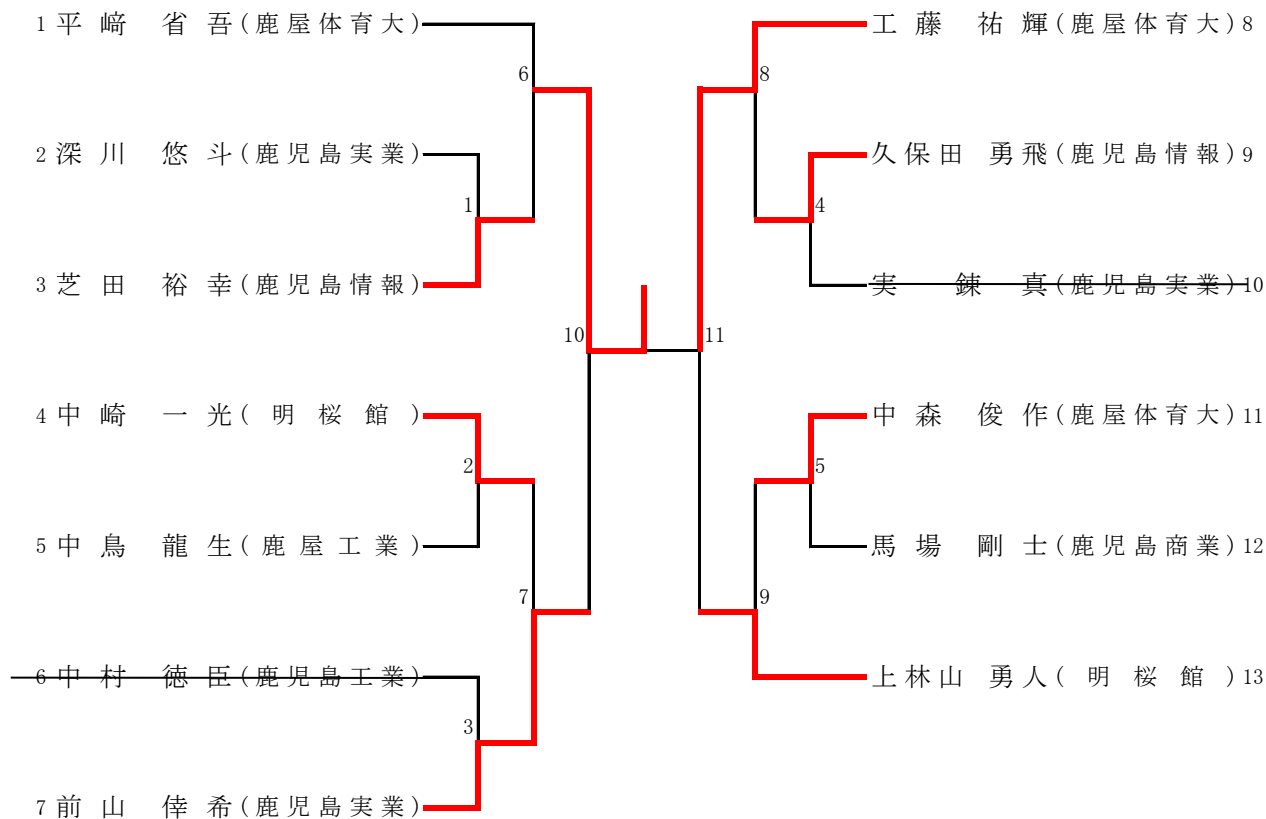 1 平﨑 省吾(鹿屋体育大)
6
2 深川 悠斗(鹿児島実業)
1
3 芝田 裕幸(鹿児島情報)
10
4 中崎 一光(明桜館)
2
5 中鳥 龍生(鹿屋工業)
7
6 中村 徳臣(鹿児島工業)
3
7 前山 倖希(鹿児島実業)
工藤 祐輝(鹿屋体育大) 8
8
久保田 勇飛(鹿児島情報) 9
4
実 錬真(鹿児島実業) 10
11
中森 俊作(鹿屋体育大) 11
5
馬場 剛士(鹿児島商業) 12
9
上林山 勇人(明桜館) 13